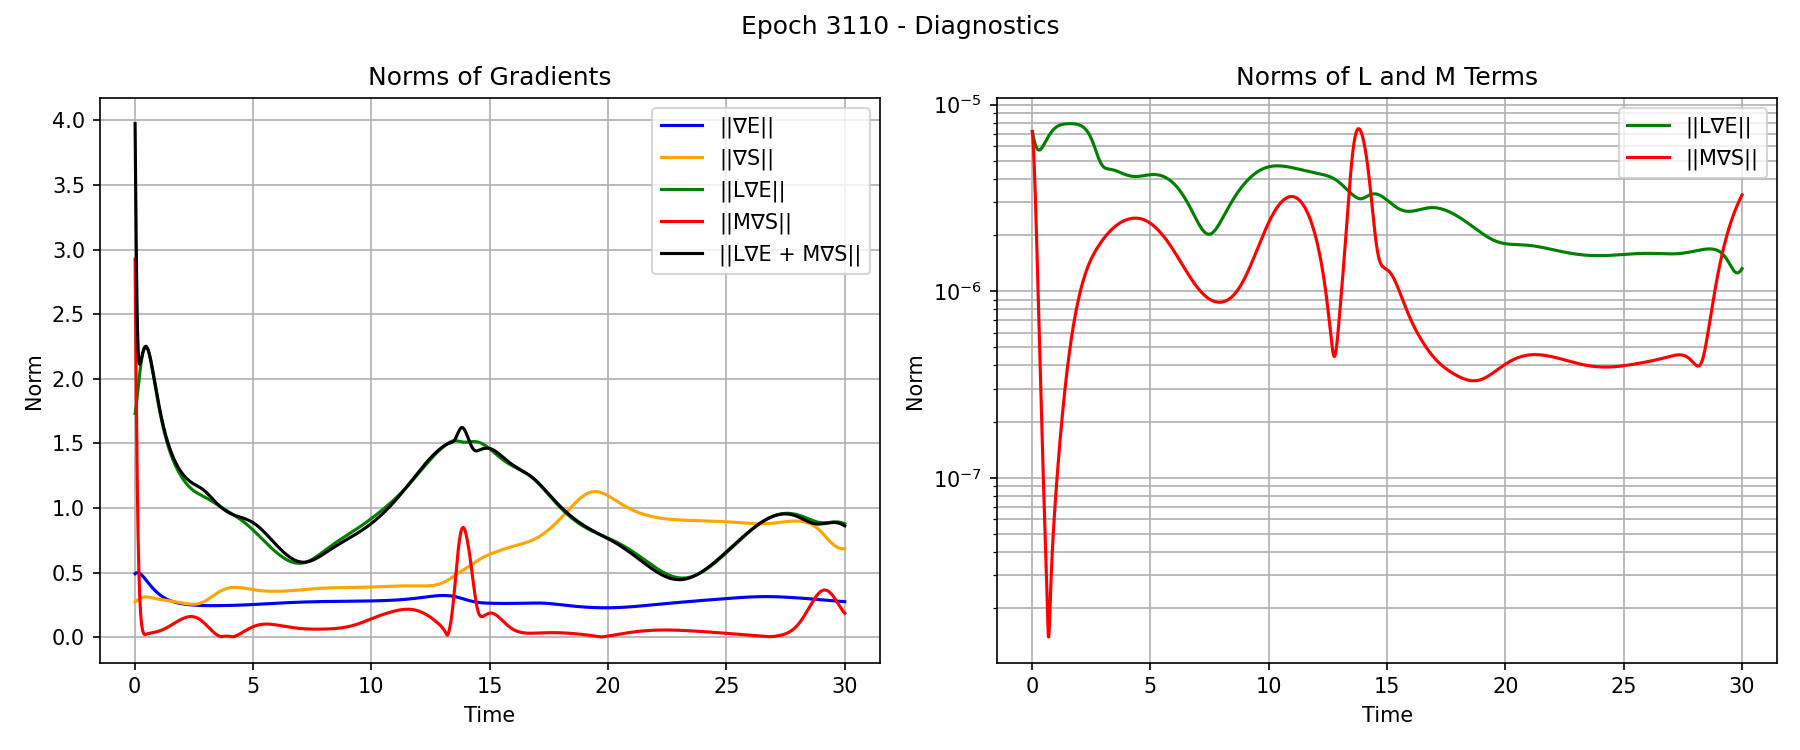 Epoch 3110 - Diagnostics
Norms of Gradients
4.0
3.5
3.0
2.5
2.0
1.5
1.0
0.5
0.0
Norm
0 5 10 15 20 25 30
Time
||∇E||
||∇S||
||L∇E||
||M∇S||
||L∇E + M∇S||
Norms of L and M Terms
10⁻⁵
10⁻⁶
10⁻⁷
Norm
0 5 10 15 20 25 30
Time
||L∇E||
||M∇S||